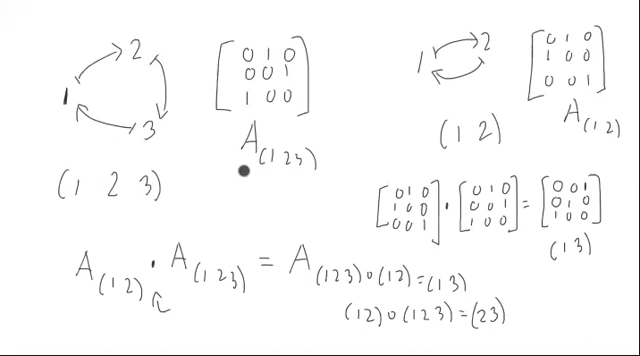 1 2 3
[0 1 0
0 0 1
1 0 0]
A(1 2 3)
(1 2 3)
1 2
[0 1 0
1 0 0
0 0 1]
A(1 2)
(1 2)
[0 1 0
1 0 0
0 0 1] · [0 1 0
0 0 1
1 0 0] = [0 0 1
0 1 0
1 0 0]
(1 3)
A(1 2) · A(1 2 3) = A(1 2 3)∘(1 2) = (1 3)
(1 2)∘(1 2 3) = (2 3)